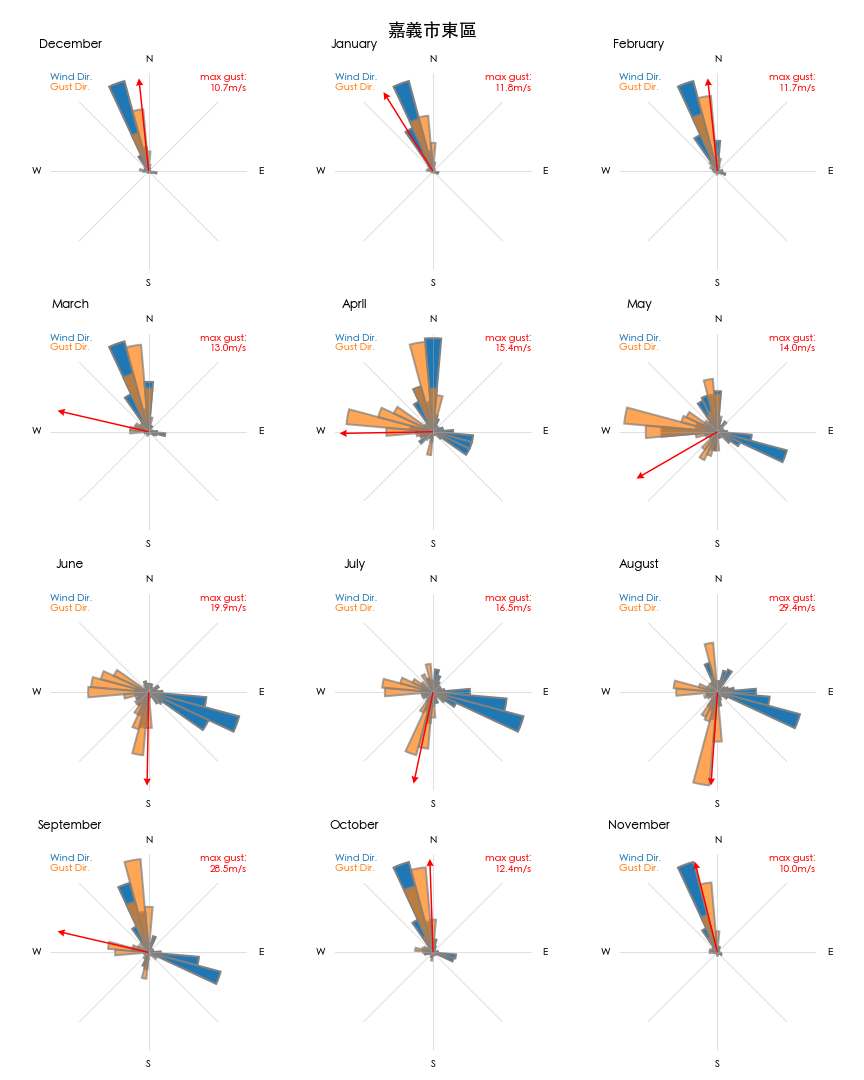 嘉義市東區
December
N
Wind Dir.
Gust Dir.
max gust:
10.7m/s
W
E
S
January
N
Wind Dir.
Gust Dir.
max gust:
11.8m/s
W
E
S
February
N
Wind Dir.
Gust Dir.
max gust:
11.7m/s
W
E
S
March
N
Wind Dir.
Gust Dir.
max gust:
13.0m/s
W
E
S
April
N
Wind Dir.
Gust Dir.
max gust:
15.4m/s
W
E
S
May
N
Wind Dir.
Gust Dir.
max gust:
14.0m/s
W
E
S
June
N
Wind Dir.
Gust Dir.
max gust:
19.9m/s
W
E
S
July
N
Wind Dir.
Gust Dir.
max gust:
16.5m/s
W
E
S
August
N
Wind Dir.
Gust Dir.
max gust:
29.4m/s
W
E
S
September
N
Wind Dir.
Gust Dir.
max gust:
28.5m/s
W
E
S
October
N
Wind Dir.
Gust Dir.
max gust:
12.4m/s
W
E
S
November
N
Wind Dir.
Gust Dir.
max gust:
10.0m/s
W
E
S